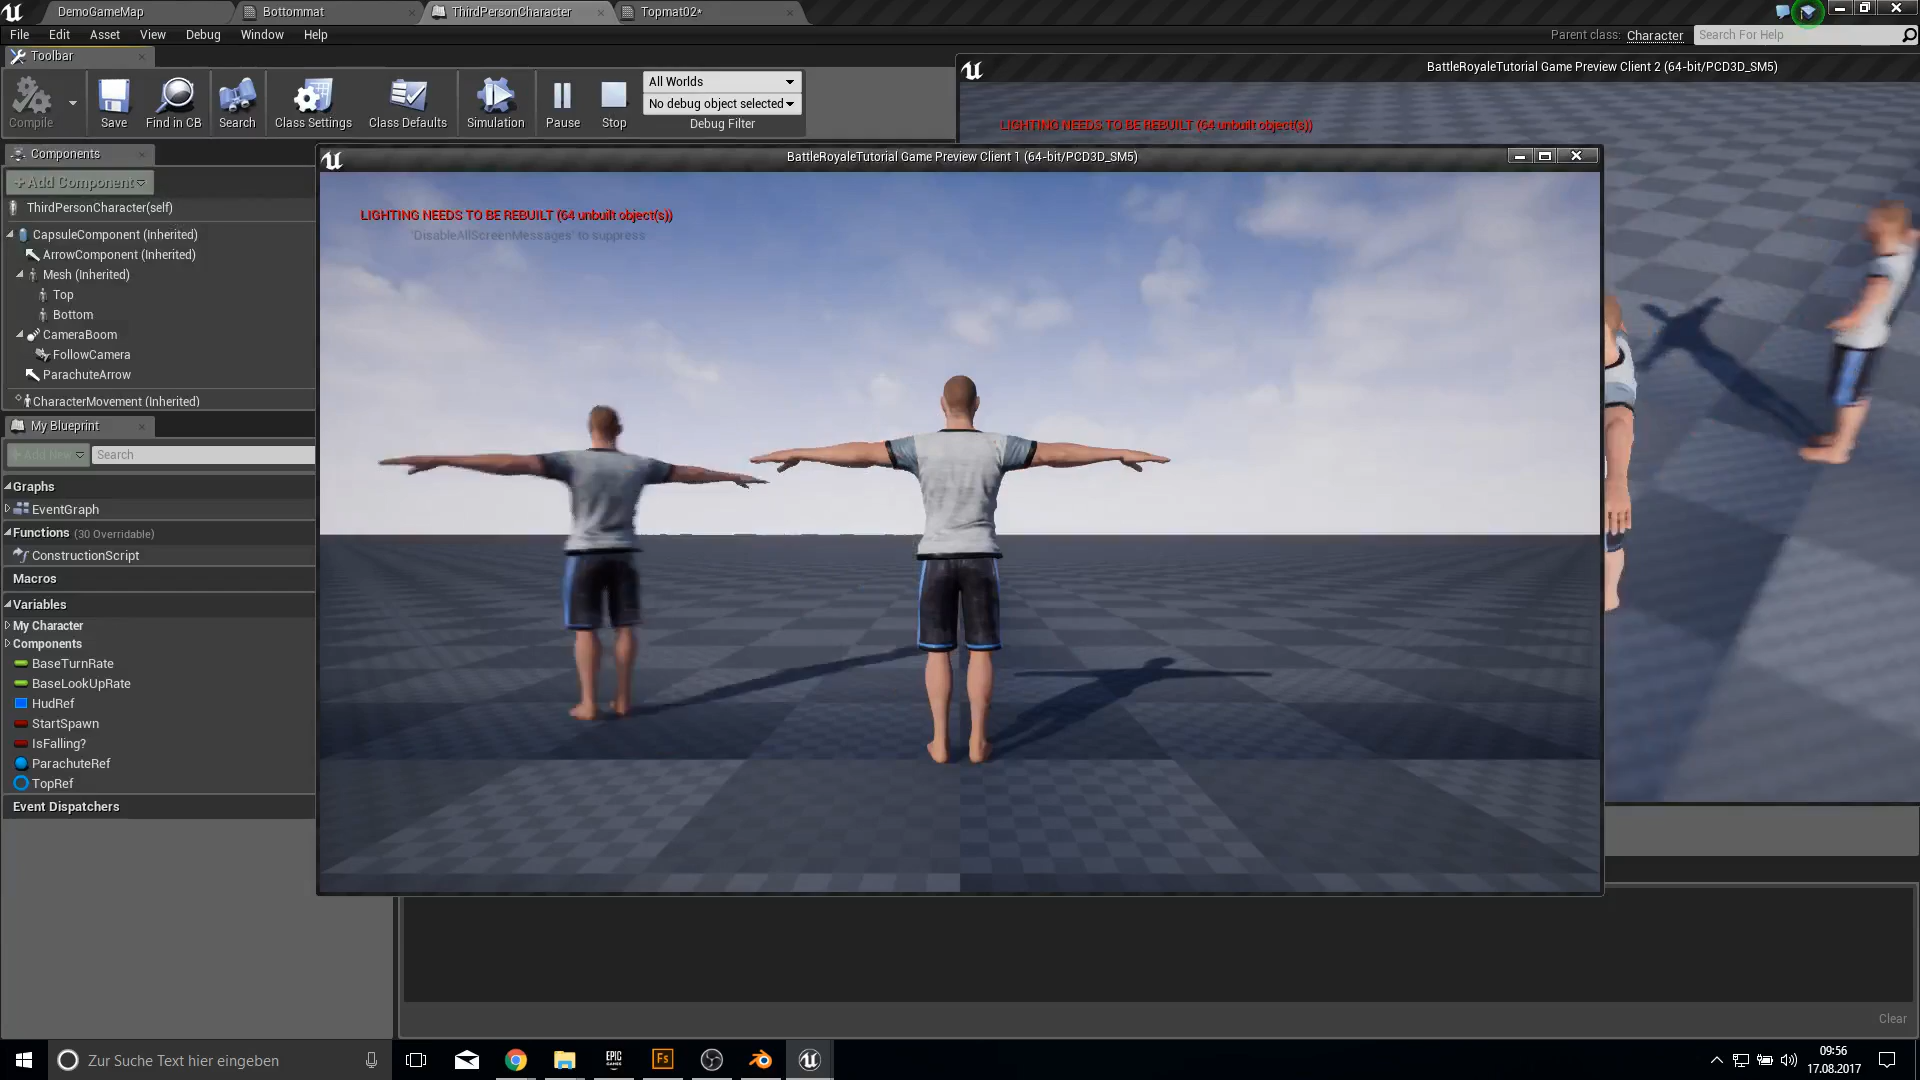 DemoGameMap
Bottommat
ThirdPersonCharacter
Topmat02*
File Edit Asset View Debug Window Help
Parent class: Character
Search For Help
Toolbar
Compile
Save
Find in CB
Search
Class Settings
Class Defaults
Simulation
Pause
Stop
All Worlds
No debug object selected
Debug Filter
BattleRoyaleTutorial Game Preview Client 2 (64-bit/PCD3D_SM5)
LIGHTING NEEDS TO BE REBUILT (64 unbuilt object(s))
BattleRoyaleTutorial Game Preview Client 1 (64-bit/PCD3D_SM5)
LIGHTING NEEDS TO BE REBUILT (64 unbuilt object(s))
'DisableAllScreenMessages' to suppress
Components
+Add Component
ThirdPersonCharacter(self)
CapsuleComponent (Inherited)
ArrowComponent (Inherited)
Mesh (Inherited)
Top
Bottom
CameraBoom
FollowCamera
ParachuteArrow
CharacterMovement (Inherited)
My Blueprint
+Add New
Search
Graphs
EventGraph
Functions (30 Overridable)
ConstructionScript
Macros
Variables
My Character
Components
BaseTurnRate
BaseLookUpRate
HudRef
StartSpawn
IsFalling?
ParachuteRef
TopRef
Event Dispatchers
Clear
Zur Suche Text hier eingeben
EPIC
GAMES
Fs
09:56
17.08.2017